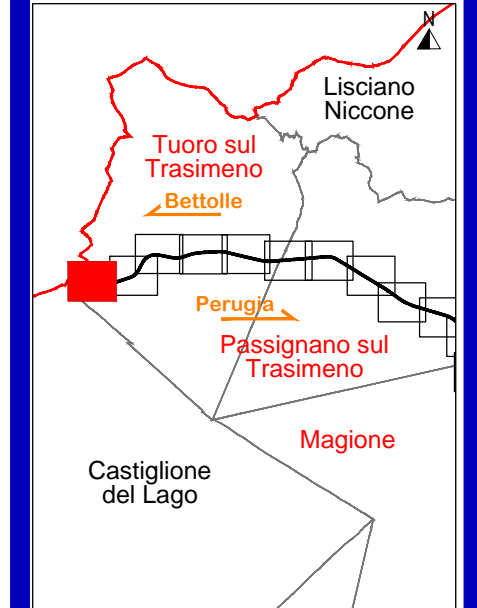 N
Lisciano
Niccone
Tuoro sul
Trasimeno
Bettolle
Perugia
Passignano sul
Trasimeno
Magione
Castiglione
del Lago